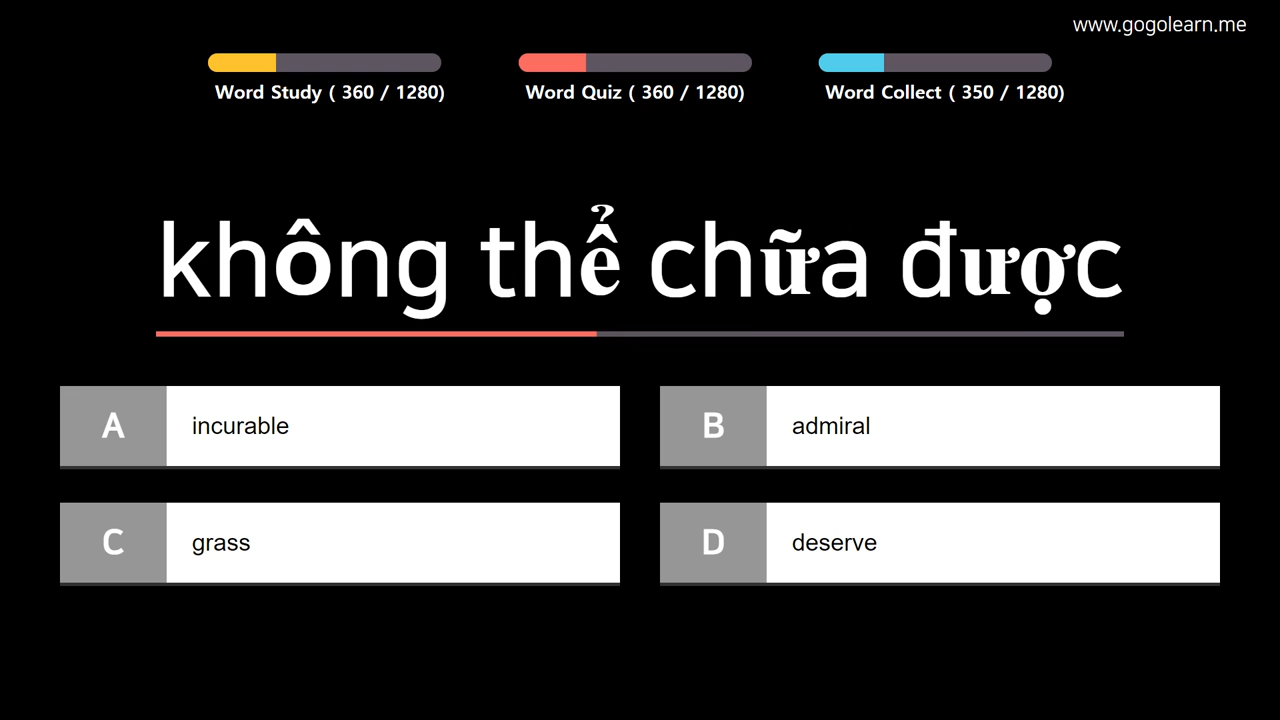 www.gogolearn.me
Word Study ( 360 / 1280)
Word Quiz ( 360 / 1280)
Word Collect ( 350 / 1280)
không thể chữa được
A incurable
B admiral
C grass
D deserve